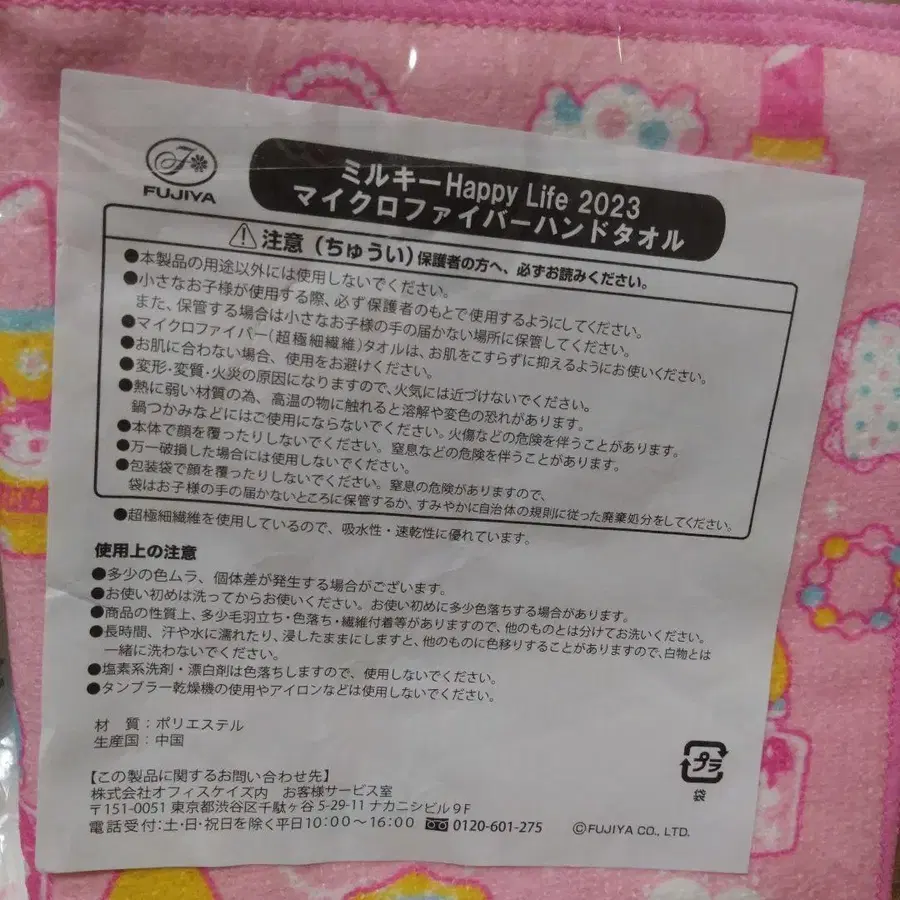 FUJIYA
ミルキーHappy Life 2023
マイクロファイバーハンドタオル
注意（ちゅうい）保護者の方へ、必ずお読みください。
●本製品の用途以外には使用しないでください。
●小さなお子様が使用する際、必ず保護者のもとで使用するようにしてください。
また、保管する場合は小さなお子様の手の届かない場所に保管してください。
●マイクロファイバー（超極細繊維）タオルは、お肌をこすらずに抑えるようにお使いください。
●お肌に合わない場合、使用をお避けください。
●変形・変質・火災の原因になりますので、火気には近づけないでください。
●熱に弱い材質の為、高温の物に触れると溶解や変色の恐れがあります。
鍋つかみなどにはご使用にならないでください。火傷などの危険を伴うことがあります。
●本体で顔を覆ったりしないでください。窒息などの危険を伴うことがあります。
●万一破損した場合には使用しないでください。
●包装袋で顔を覆ったりしないでください。窒息の危険がありますので、
袋はお子様の手の届かないところに保管するか、すみやかに自治体の規則に従った廃棄処分をしてください。
●超極細繊維を使用しているので、吸水性・速乾性に優れています。
使用上の注意
●多少の色ムラ、個体差が発生する場合がございます。
●お使い初めは洗ってからお使いください。お使い初めに多少色落ちする場合があります。
●商品の性質上、多少毛羽立ち・色落ち・繊維付着等がありますので、他のものとは分けてお洗いください。
●長時間、汗や水に濡れたり、浸したままにしますと、他のものに色移りすることがありますので、白物とは
一緒に洗わないでください。
●塩素系洗剤・漂白剤は色落ちしますので、使用しないでください。
●タンブラー乾燥機の使用やアイロンなどは使用しないでください。
材 質：ポリエステル
生産国：中国
プラ
袋
【この製品に関するお問い合わせ先】
株式会社オフィスケイズ内 お客様サービス室
〒151-0051 東京都渋谷区千駄ヶ谷 5-29-11 ナカニシビル 9F
電話受付：土・日・祝日を除く平日10:00～16:00 0120-601-275 ©FUJIYA CO., LTD.